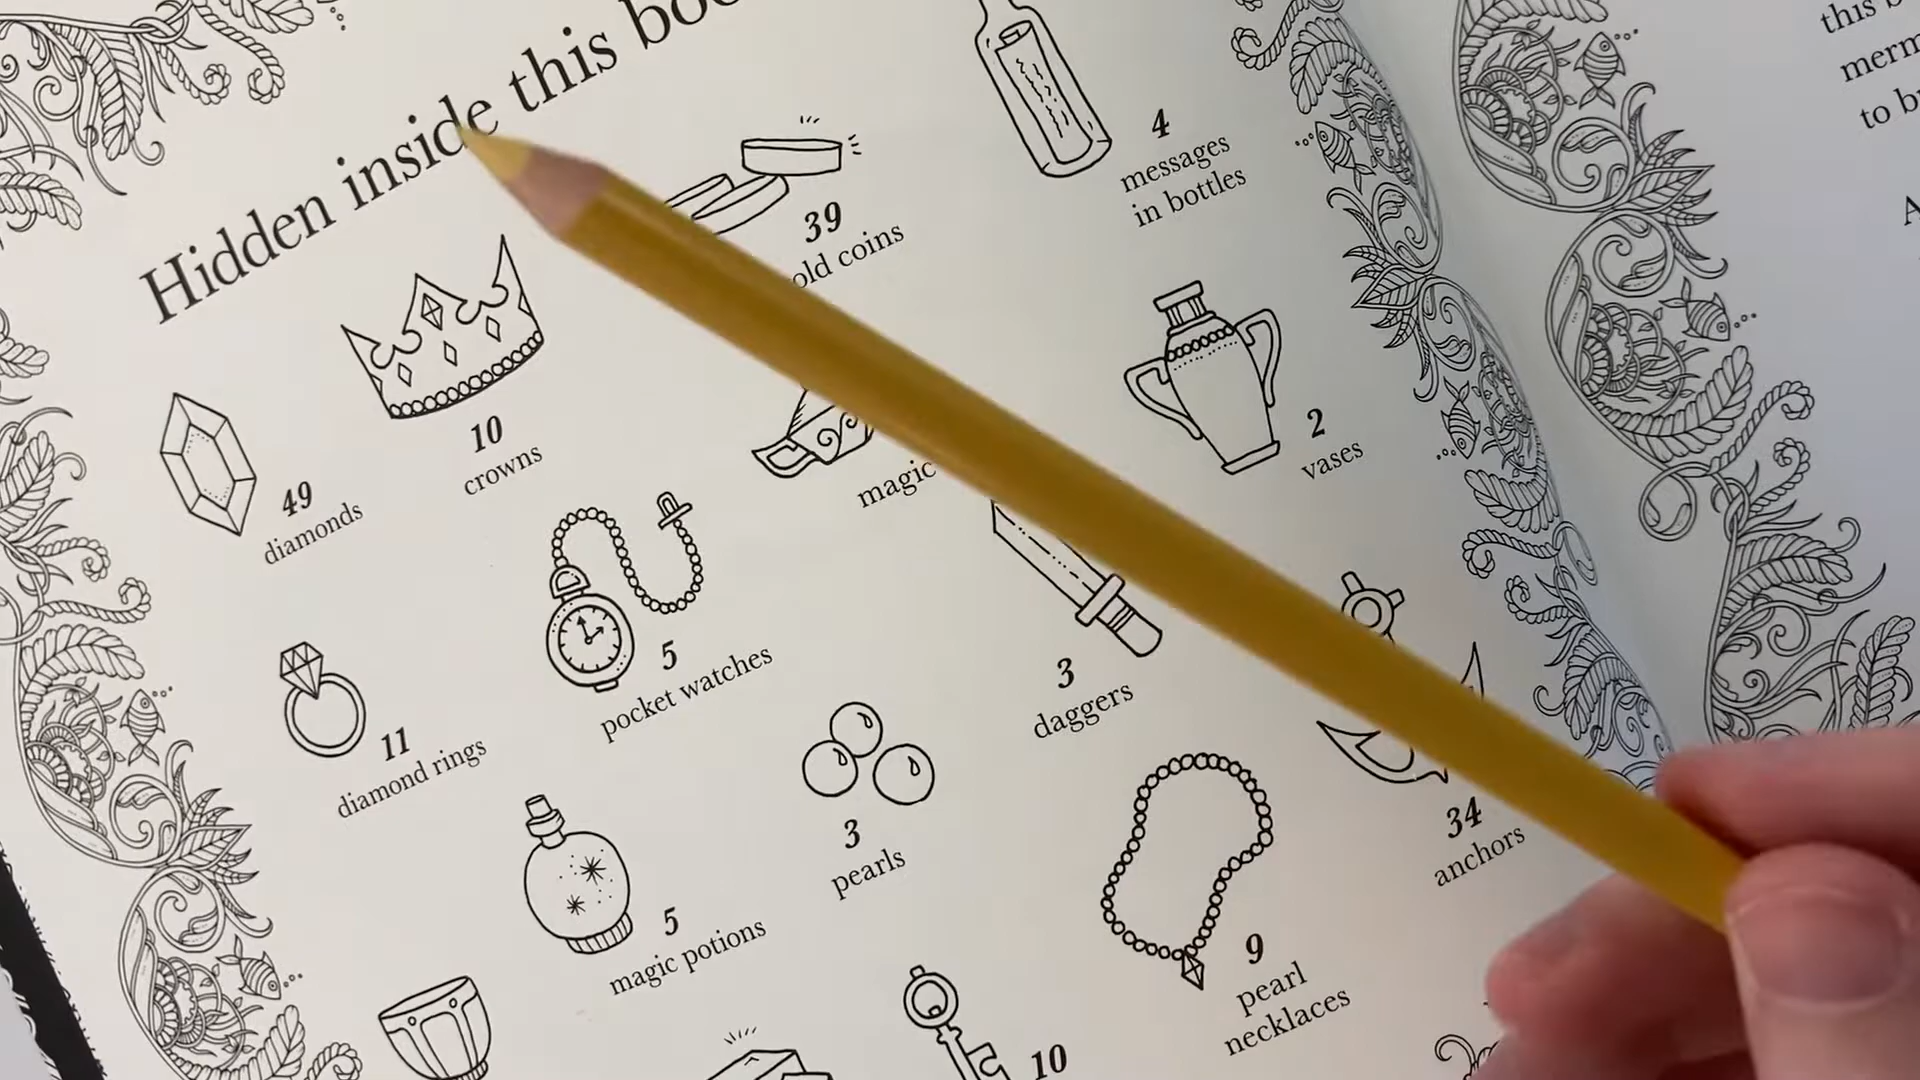 Hidden inside this
49
diamonds
10
crowns
39
old coins
4
messages
in bottles
11
diamond rings
5
pocket watches
magic
2
vases
3
daggers
5
magic potions
3
pearls
34
anchors
9
pearl
necklaces
10
this
to